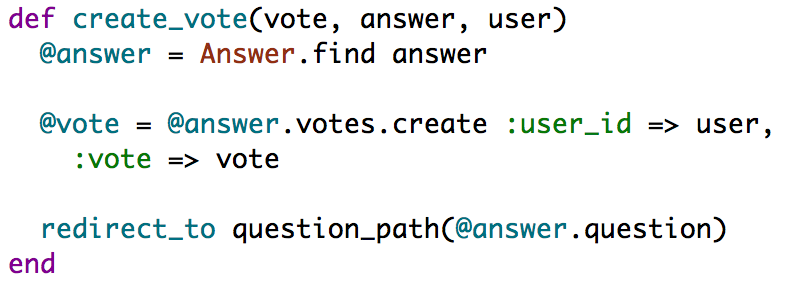 def create_vote(vote, answer, user)
  @answer = Answer.find answer
  @vote = @answer.votes.create :user_id => user,
    :vote => vote
  redirect_to question_path(@answer.question)
end